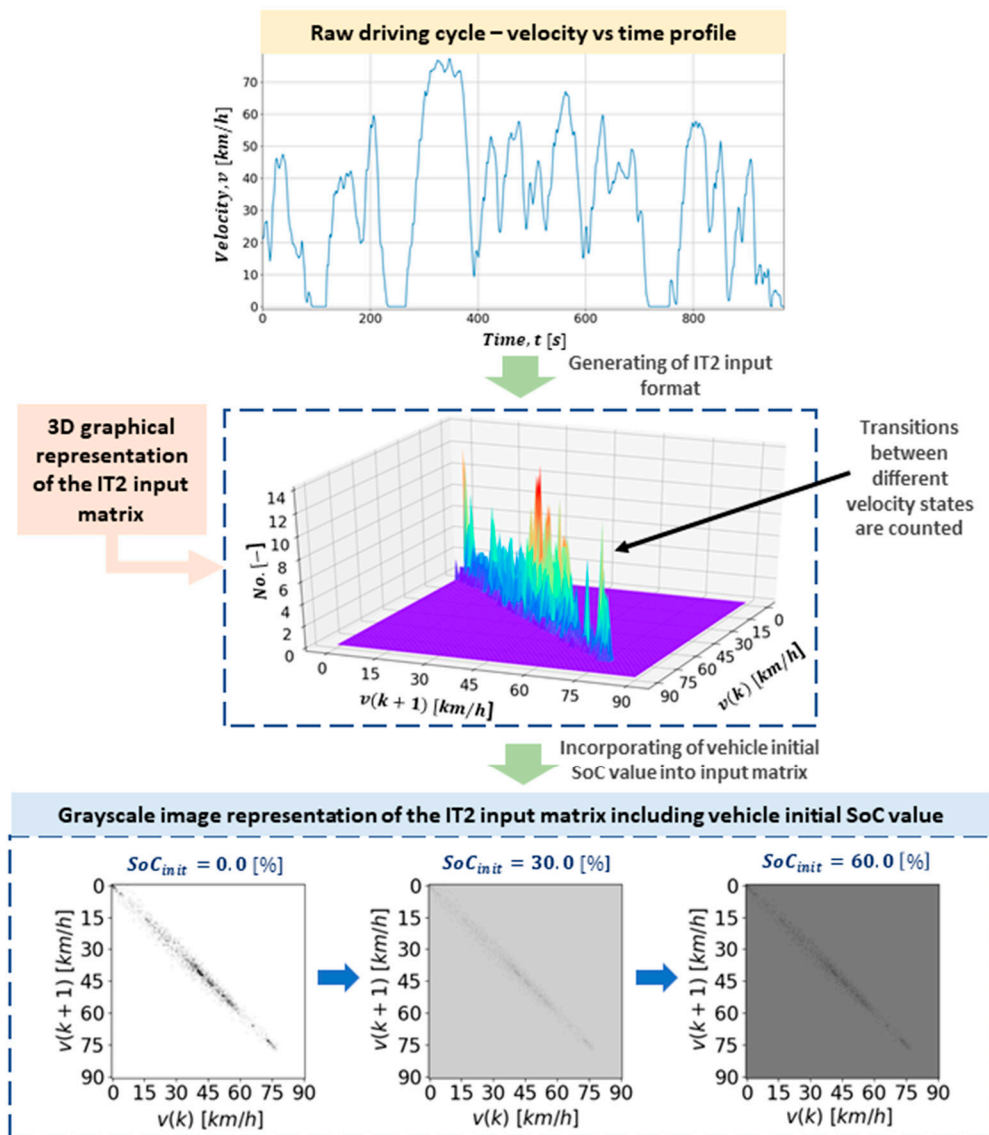 Raw driving cycle – velocity vs time profile
70
60
50
40
30
20
10
0
Velocity, v [km/h]
0 200 400 600 800
Time, t [s]
Generating of IT2 input
format
3D graphical
representation
of the IT2 input
matrix
Transitions
between
different
velocity states
are counted
14
12
10
8
6
4
2
0
No. [−]
0 15 30 45 60 75 90
v(k + 1) [km/h]
0
15
30
45
60
75
90
v(k) [km/h]
Incorporating of vehicle initial
SoC value into input matrix
Grayscale image representation of the IT2 input matrix including vehicle initial SoC value
SoC_init = 0.0 [%]
0
15
30
45
60
75
90
v(k + 1) [km/h]
0 15 30 45 60 75 90
v(k) [km/h]
SoC_init = 30.0 [%]
0
15
30
45
60
75
90
v(k + 1) [km/h]
0 15 30 45 60 75 90
v(k) [km/h]
SoC_init = 60.0 [%]
0
15
30
45
60
75
90
v(k + 1) [km/h]
0 15 30 45 60 75 90
v(k) [km/h]